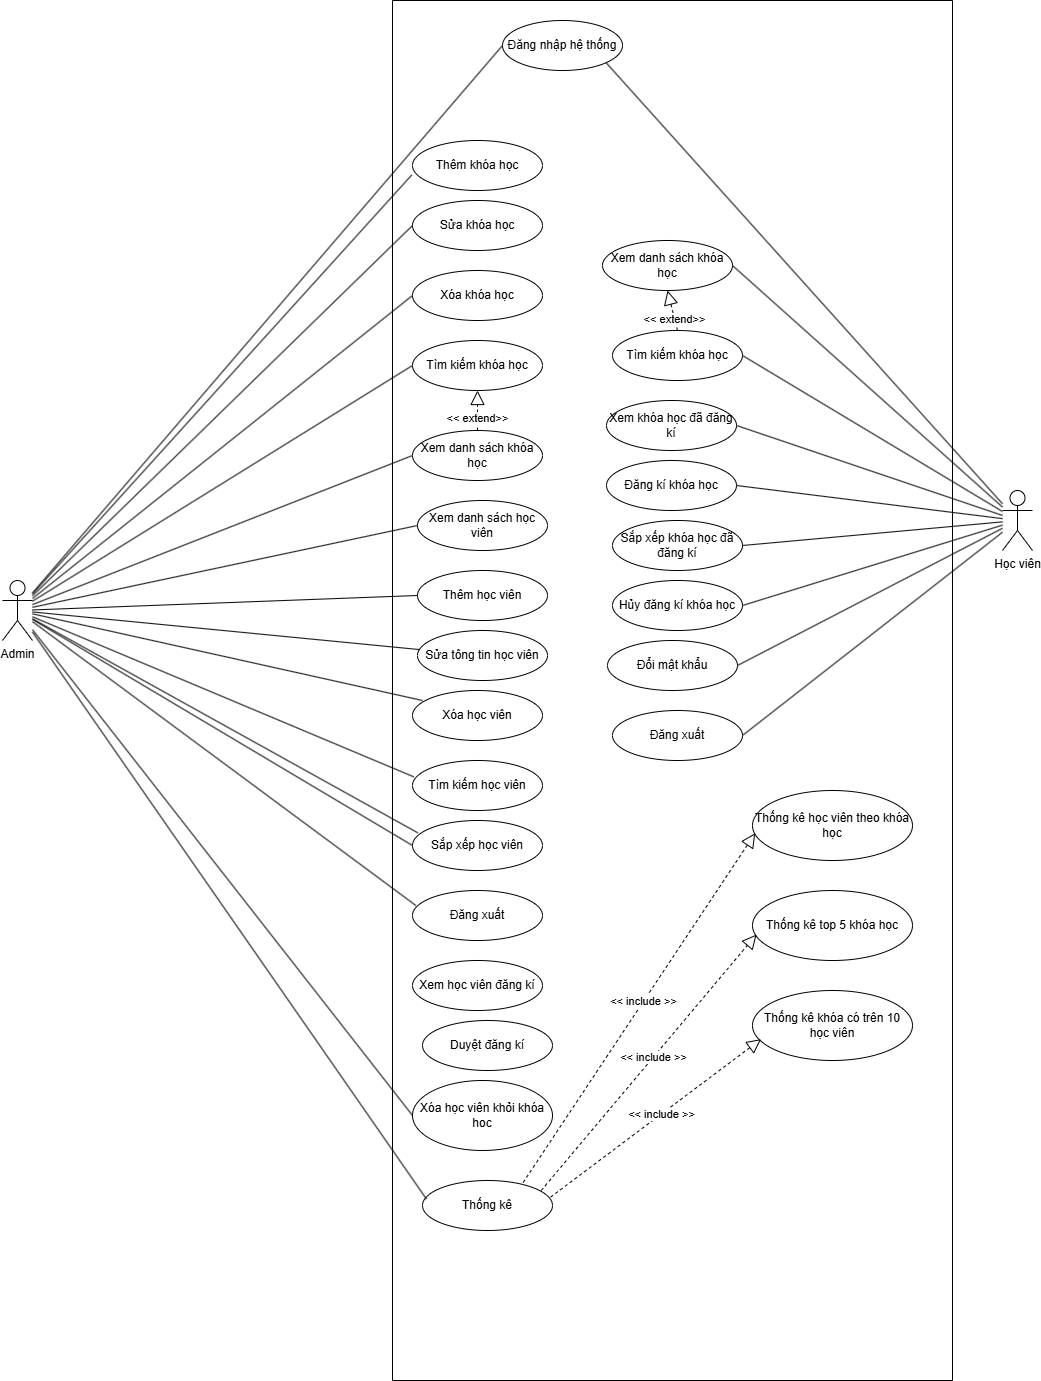 Đăng nhập hệ thống
Thêm khóa học
Sửa khóa học
Xóa khóa học
Tìm kiếm khóa học
<< extend>>
Xem danh sách khóa
học
Xem danh sách học
viên
Thêm học viên
Sửa tông tin học viên
Xóa học viên
Tìm kiếm học viên
Sắp xếp học viên
Đăng xuất
Xem học viên đăng kí
Duyệt đăng kí
Xóa học viên khỏi khóa
hoc
Thống kê
Admin
Xem danh sách khóa
học
<< extend>>
Tìm kiếm khóa học
Xem khóa học đã đăng
kí
Đăng kí khóa học
Sắp xếp khóa học đã
đăng kí
Hủy đăng kí khóa học
Đổi mật khẩu
Đăng xuất
Học viên
Thống kê học viên theo khóa
học
Thống kê top 5 khóa học
Thống kê khóa có trên 10
học viên
<< include >>
<< include >>
<< include >>